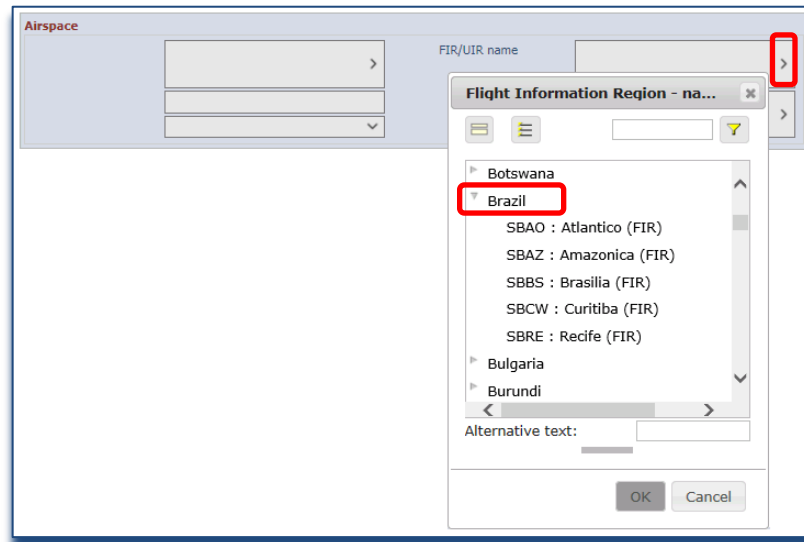 Airspace
FIR/UIR name
Flight Information Region - na...
Botswana
Brazil
SBAO : Atlantico (FIR)
SBAZ : Amazonica (FIR)
SBBS : Brasilia (FIR)
SBCW : Curitiba (FIR)
SBRE : Recife (FIR)
Bulgaria
Burundi
Alternative text:
OK Cancel